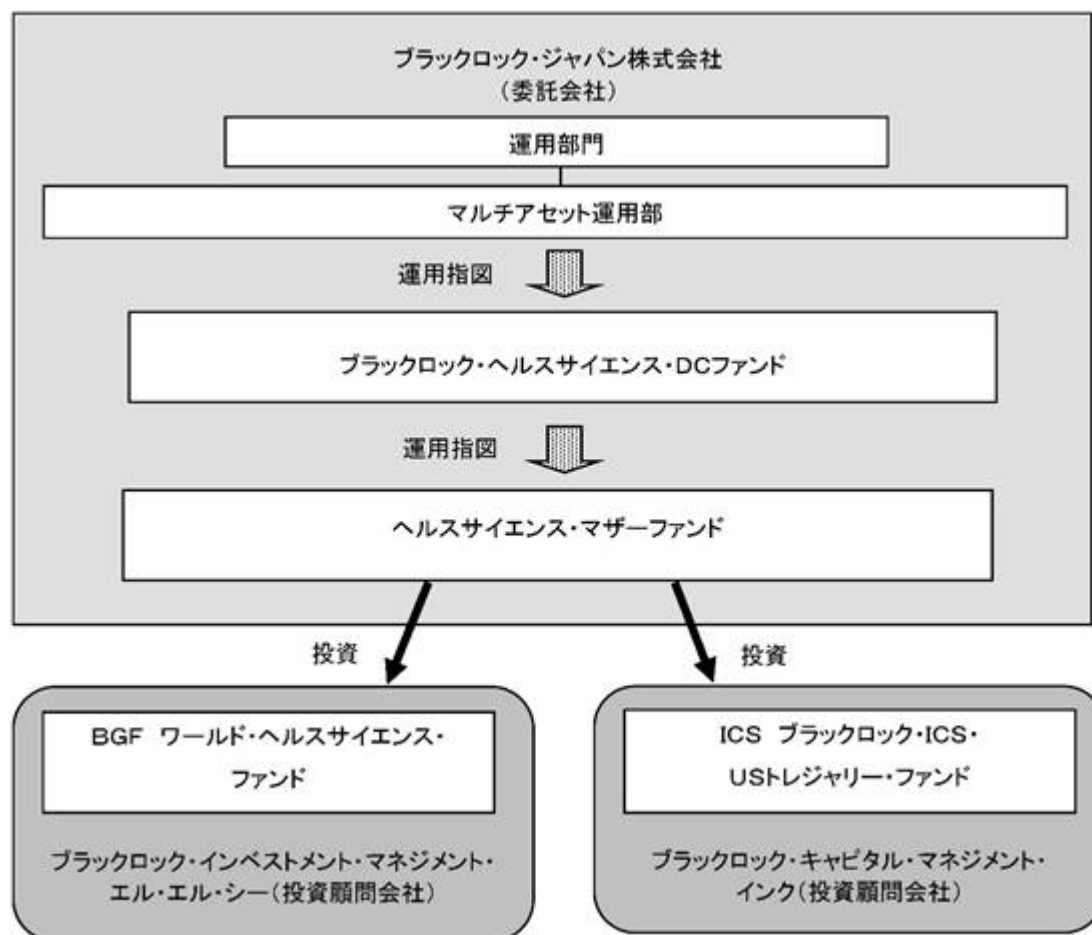 ブラックロック・ジャパン株式会社
（委託会社）
運用部門
マルチアセット運用部
運用指図
ブラックロック・ヘルスサイエンス・DCファンド
運用指図
ヘルスサイエンス・マザーファンド
投資
投資
BGF ワールド・ヘルスサイエンス・
ファンド
ブラックロック・インベストメント・マネジメント・
エル・エル・シー（投資顧問会社）
ICS ブラックロック・ICS・
USトレジャリー・ファンド
ブラックロック・キャピタル・マネジメント・
インク（投資顧問会社）